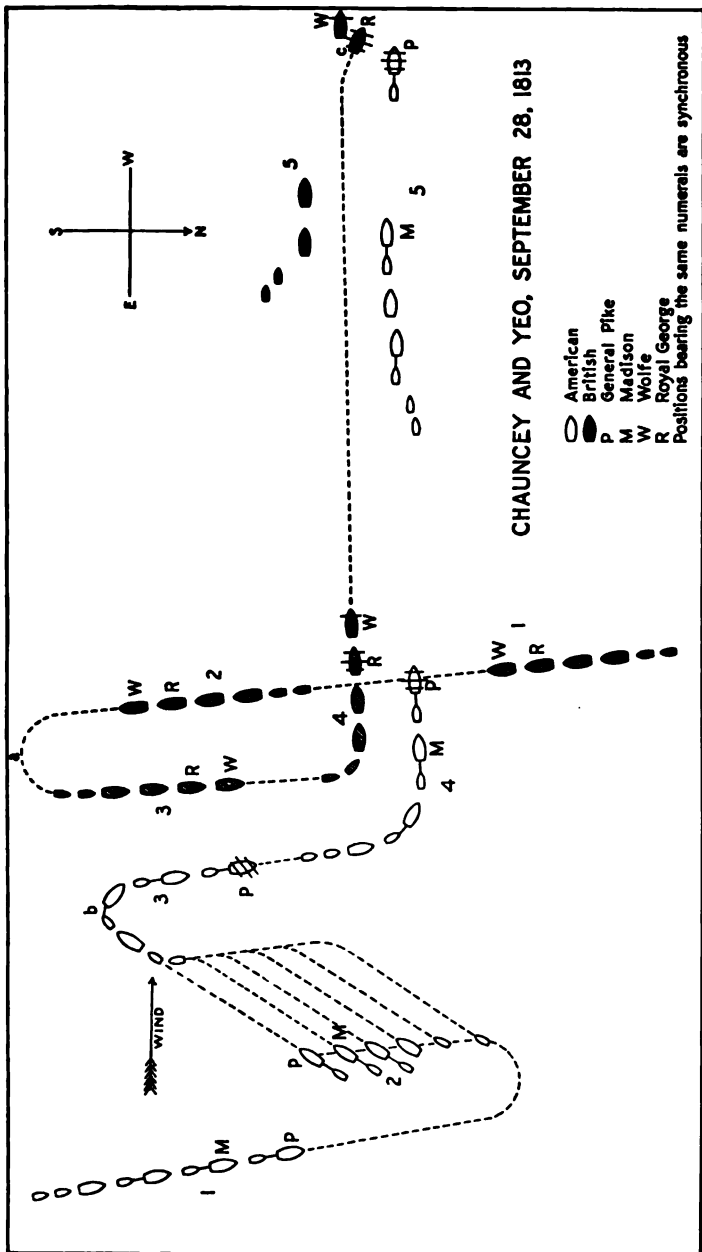 S
E W
N
WIND
a
b
c
1
M
P
2
P
M
3
P
3
R
W
W
R
2
4
M
P
4
R
W
1
W
R
5
5
M
W
R
P
CHAUNCEY AND YEO, SEPTEMBER 28, 1813
American
British
P General Pike
M Madison
W Wolfe
R Royal George
Positions bearing the same numerals are synchronous